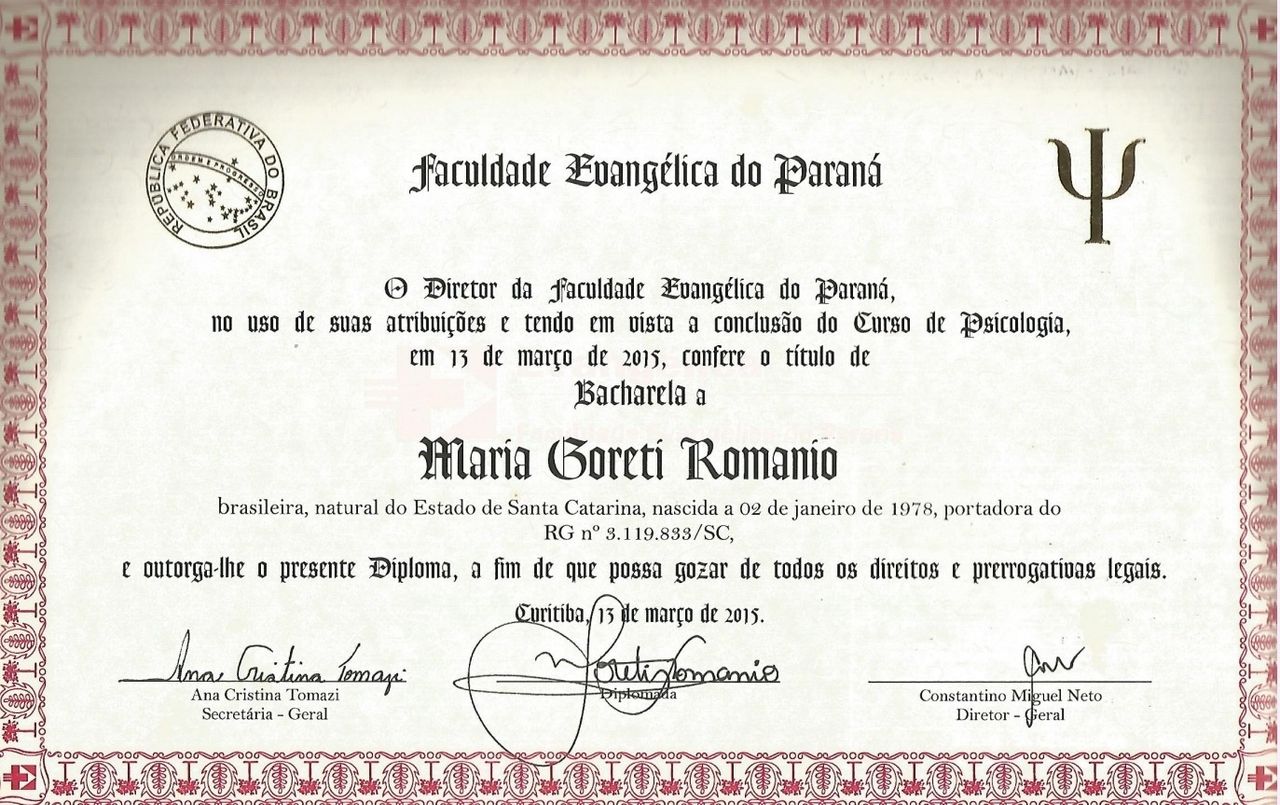 REPÚBLICA FEDERATIVA DO BRASIL
ORDEM E PROGRESSO
Faculdade Evangélica do Paraná
O Diretor da Faculdade Evangélica do Paraná,
no uso de suas atribuições e tendo em vista a conclusão do Curso de Psicologia,
em 13 de março de 2015, confere o título de
Bacharela a
Maria Goreti Romanio
brasileira, natural do Estado de Santa Catarina, nascida a 02 de janeiro de 1978, portadora do
RG nº 3.119.833/SC,
e outorga-lhe o presente Diploma, a fim de que possa gozar de todos os direitos e prerrogativas legais.
Curitiba, 13 de março de 2015.
Ana Cristina Tomazi
Goreti Romanio
Ana Cristina Tomazi
Secretária - Geral
Diplomada
Constantino Miguel Neto
Diretor - Geral